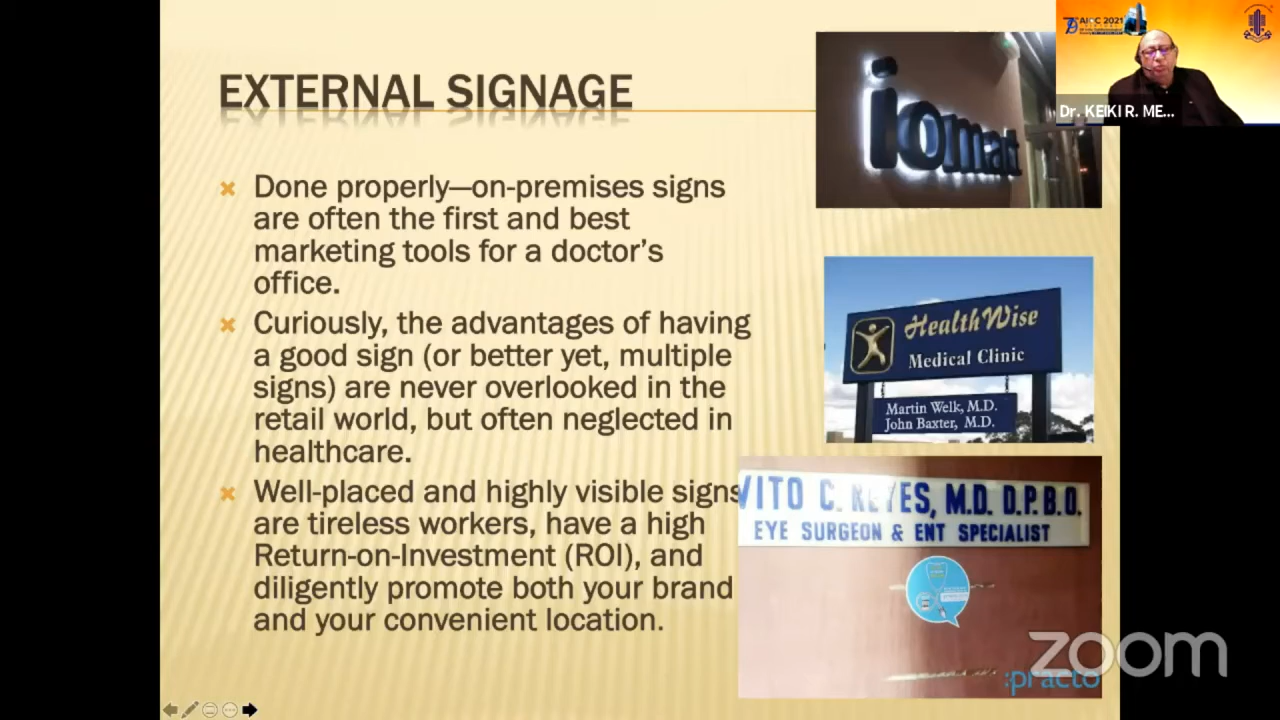 EXTERNAL SIGNAGE
Done properly—on-premises signs
are often the first and best
marketing tools for a doctor's
office.
Curiously, the advantages of having
a good sign (or better yet, multiple
signs) are never overlooked in the
retail world, but often neglected in
healthcare.
Well-placed and highly visible signs
are tireless workers, have a high
Return-on-Investment (ROI), and
diligently promote both your brand
and your convenient location.
iomart
HealthWise
Medical Clinic
Martin Welk, M.D.
John Baxter, M.D.
VITO C. REYES, M.D. D.P.B.O.
EYE SURGEON & ENT SPECIALIST
:practo
zoom
AIOC 2021
Dr. KEIKI R. ME...